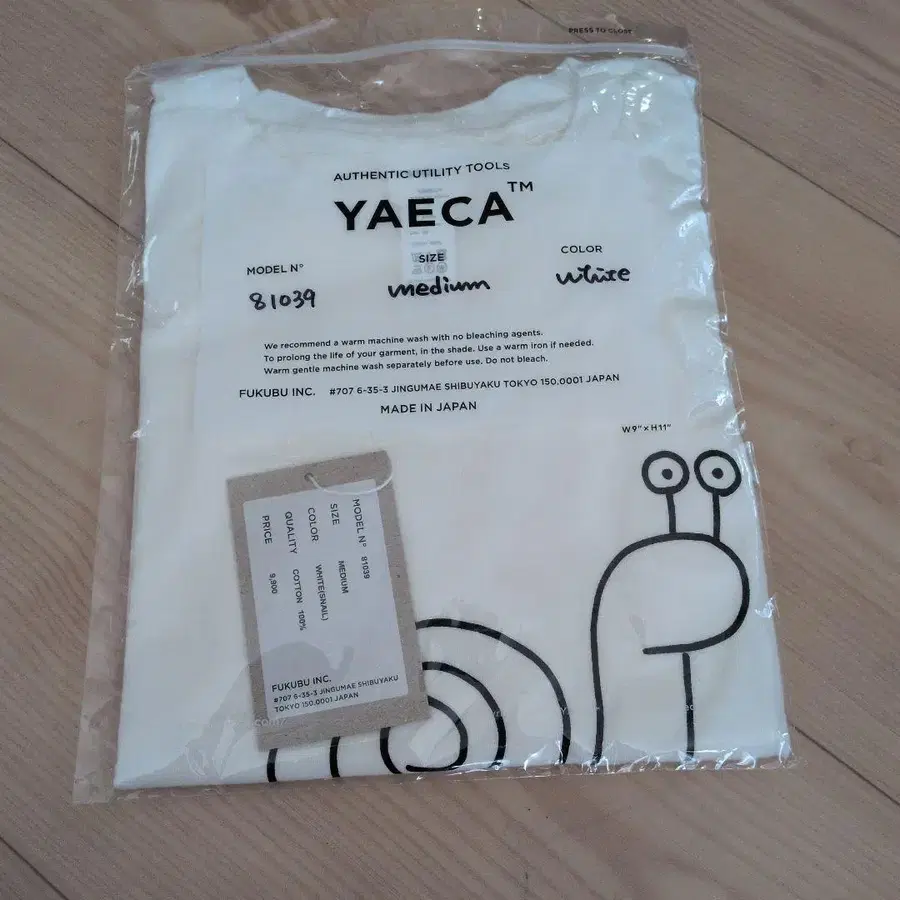 PRESS TO CLOSE
AUTHENTIC UTILITY TOOLS
YAECA™
MODEL N° SIZE COLOR
81039 medium white
We recommend a warm machine wash with no bleaching agents.
To prolong the life of your garment, in the shade. Use a warm iron if needed.
Warm gentle machine wash separately before use. Do not bleach.
FUKUBU INC. #707 6-35-3 JINGUMAE SHIBUYAKU TOKYO 150.0001 JAPAN
MADE IN JAPAN
W9"×H11"
MODEL N° 81039
SIZE MEDIUM
COLOR WHITE(SNAIL)
QUALITY COTTON 100%
PRICE 9,900
FUKUBU INC.
#707 6-35-3 JINGUMAE SHIBUYAKU
TOKYO 150.0001 JAPAN
.com/